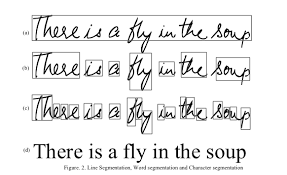 (a) There is a fly in the soup
(b) There is a fly in the soup
(c) There is a fly in the soup
(d) There is a fly in the soup
Figure. 2. Line Segmentation, Word segmentation and Character segmentation